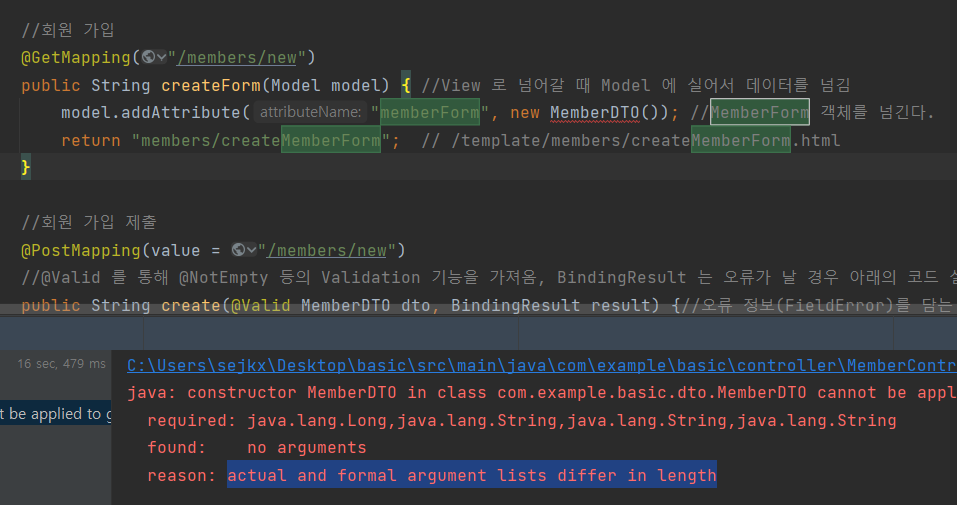 //회원 가입
@GetMapping("/members/new")
public String createForm(Model model) { //View 로 넘어갈 때 Model 에 실어서 데이터를 넘김
model.addAttribute( attributeName: "memberForm", new MemberDTO()); //MemberForm 객체를 넘긴다.
return "members/createMemberForm"; // /template/members/createMemberForm.html
}
//회원 가입 제출
@PostMapping(value = "/members/new")
//@Valid 를 통해 @NotEmpty 등의 Validation 기능을 가져옴, BindingResult 는 오류가 날 경우 아래의 코드
public String create(@Valid MemberDTO dto, BindingResult result) {//오류 정보(FieldError)를 담는
16 sec, 479 ms
C:\Users\sejkx\Desktop\basic\src\main\java\com\example\basic\controller\MemberContr
java: constructor MemberDTO in class com.example.basic.dto.MemberDTO cannot be appl
t be applied to g
required: java.lang.Long,java.lang.String,java.lang.String,java.lang.String
found: no arguments
reason: actual and formal argument lists differ in length